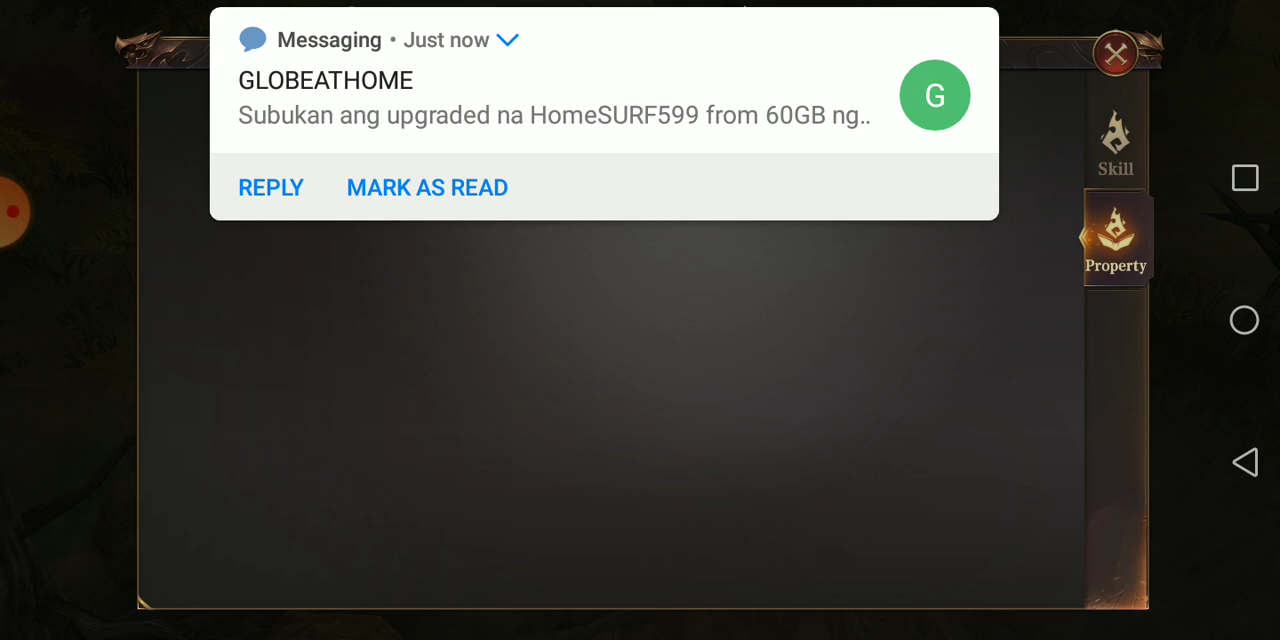 Messaging • Just now
GLOBEATHOME
Subukan ang upgraded na HomeSURF599 from 60GB ng..
G
REPLY MARK AS READ
Skill
Property